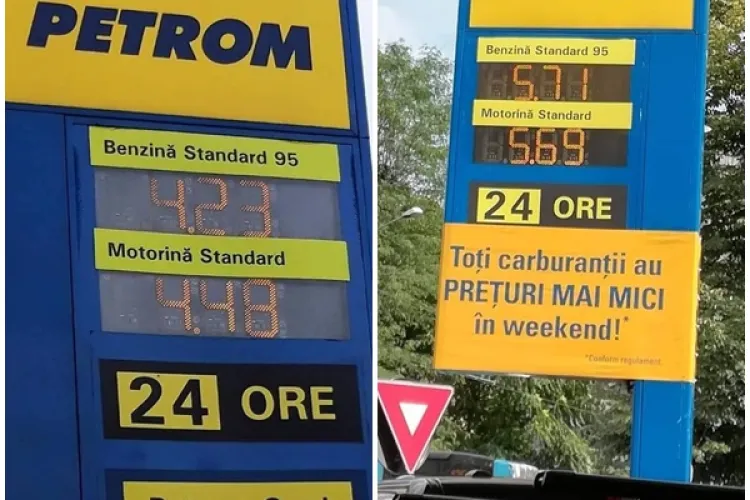 PETROM
Benzină Standard 95
4.23
Motorină Standard
4.48
24 ORE
Benzină Standard 95
5.71
Motorină Standard
5.69
24 ORE
Toți carburanții au
PREȚURI MAI MICI
în weekend!*
*Conform regulament.